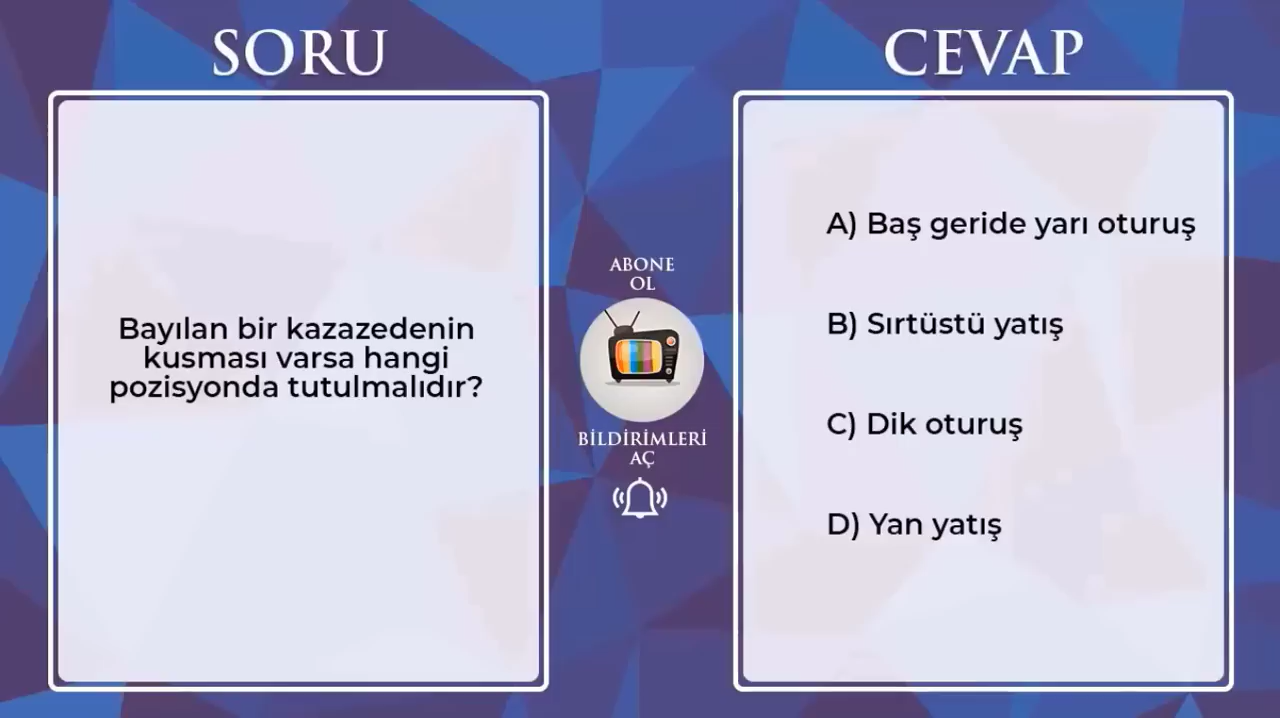 SORU
Bayılan bir kazazedenin
kusması varsa hangi
pozisyonda tutulmalıdır?
ABONE
OL
BİLDİRİMLERİ
AÇ
CEVAP
A) Baş geride yarı oturuş
B) Sırtüstü yatış
C) Dik oturuş
D) Yan yatış